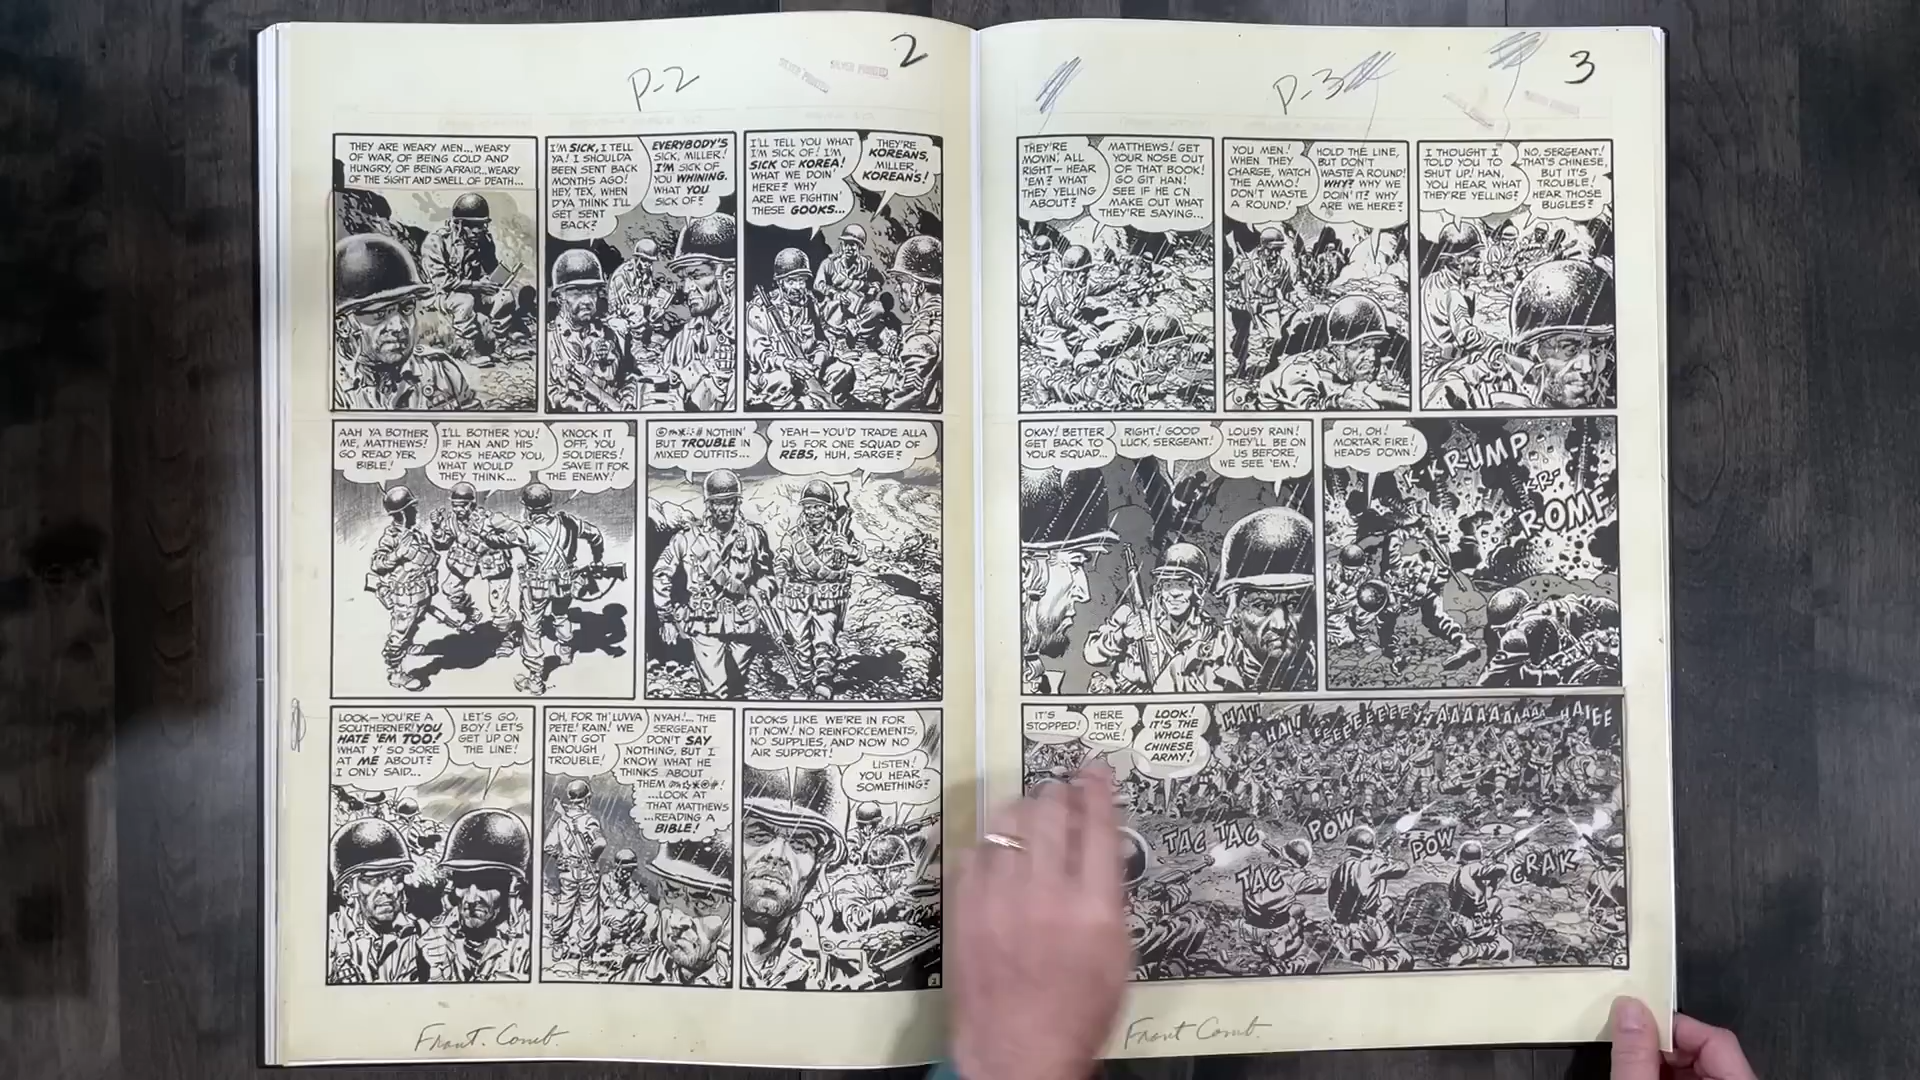 P-2
2
SILVER PRINTED
SILVER PRINTED
THEY ARE WEARY MEN...WEARY
OF WAR, OF BEING COLD AND
HUNGRY, OF BEING AFRAID...WEARY
OF THE SIGHT AND SMELL OF DEATH...
I'M SICK, I TELL
YA! I SHOULDA
BEEN SENT BACK
MONTHS AGO!
HEY, TEX, WHEN
D'YA THINK I'LL
GET SENT
BACK?
EVERYBODY'S
SICK, MILLER!
I'M SICK OF
YOU WHINING.
WHAT YOU
SICK OF?
I'LL TELL YOU WHAT
I'M SICK OF! I'M
SICK OF KOREA!
WHAT WE DOIN'
HERE? WHY
ARE WE FIGHTIN'
THESE GOOKS...
THEY'RE
KOREANS,
MILLER,
KOREANS!
AAH YA BOTHER
ME, MATTHEWS!
GO READ YER
BIBLE!
I'LL BOTHER YOU!
IF HAN AND HIS
ROKS HEARD YOU,
WHAT WOULD
THEY THINK...
KNOCK IT
OFF, YOU
SOLDIERS!
SAVE IT FOR
THE ENEMY!
NOTHIN'
BUT TROUBLE IN
MIXED OUTFITS...
YEAH—YOU'D TRADE ALLA
US FOR ONE SQUAD OF
REBS, HUH, SARGE?
LOOK—YOU'RE A
SOUTHERNER! YOU
HATE 'EM TOO!
WHAT Y' SO SORE
AT ME ABOUT?
I ONLY SAID...
LET'S GO,
BOY! LET'S
GET UP ON
THE LINE!
OH, FOR TH' LUVVA
PETE! RAIN! WE
AIN'T GOT
ENOUGH
TROUBLE!
NYAH!... THE
SERGEANT
DON'T SAY
NOTHING, BUT I
KNOW WHAT HE
THINKS ABOUT
THEM
...LOOK AT
THAT MATTHEWS
...READING A
BIBLE!
LOOKS LIKE WE'RE IN FOR
IT NOW! NO REINFORCEMENTS,
NO SUPPLIES, AND NOW NO
AIR SUPPORT!
LISTEN!
YOU HEAR
SOMETHING?
2
Front. Comb.
P-3
3
THEY'RE
MOVIN', ALL
RIGHT—HEAR
'EM? WHAT
THEY YELLING
ABOUT?
MATTHEWS! GET
YOUR NOSE OUT
OF THAT BOOK!
GO GIT HAN!
SEE IF HE C'N
MAKE OUT WHAT
THEY'RE SAYING...
YOU MEN!
WHEN THEY
CHARGE, WATCH
THE AMMO!
DON'T WASTE
A ROUND!
HOLD THE LINE,
BUT DON'T
WASTE A ROUND!
WHY? WHY WE
DOIN' IT? WHY
ARE WE HERE?
I THOUGHT I
TOLD YOU TO
SHUT UP! HAN,
YOU HEAR WHAT
THEY'RE YELLING?
NO, SERGEANT!
THAT'S CHINESE,
BUT IT'S
TROUBLE!
HEAR THOSE
BUGLES?
OKAY! BETTER
GET BACK TO
YOUR SQUAD...
RIGHT! GOOD
LUCK, SERGEANT!
LOUSY RAIN!
THEY'LL BE ON
US BEFORE
WE SEE 'EM!
OH, OH!
MORTAR FIRE!
HEADS DOWN!
KRUMP
KR-
ROMF
IT'S
STOPPED!
HERE
THEY
COME!
LOOK!
IT'S THE
WHOLE
CHINESE
ARMY!
HAI!
HAI!
HAIEE
TAC TAC
TAC
POW
POW
CRAK
3
Front Comb.